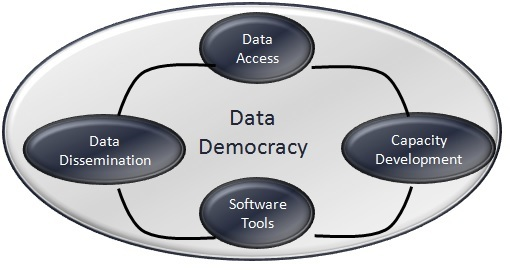 Data
Access
Data
Dissemination
Data
Democracy
Capacity
Development
Software
Tools